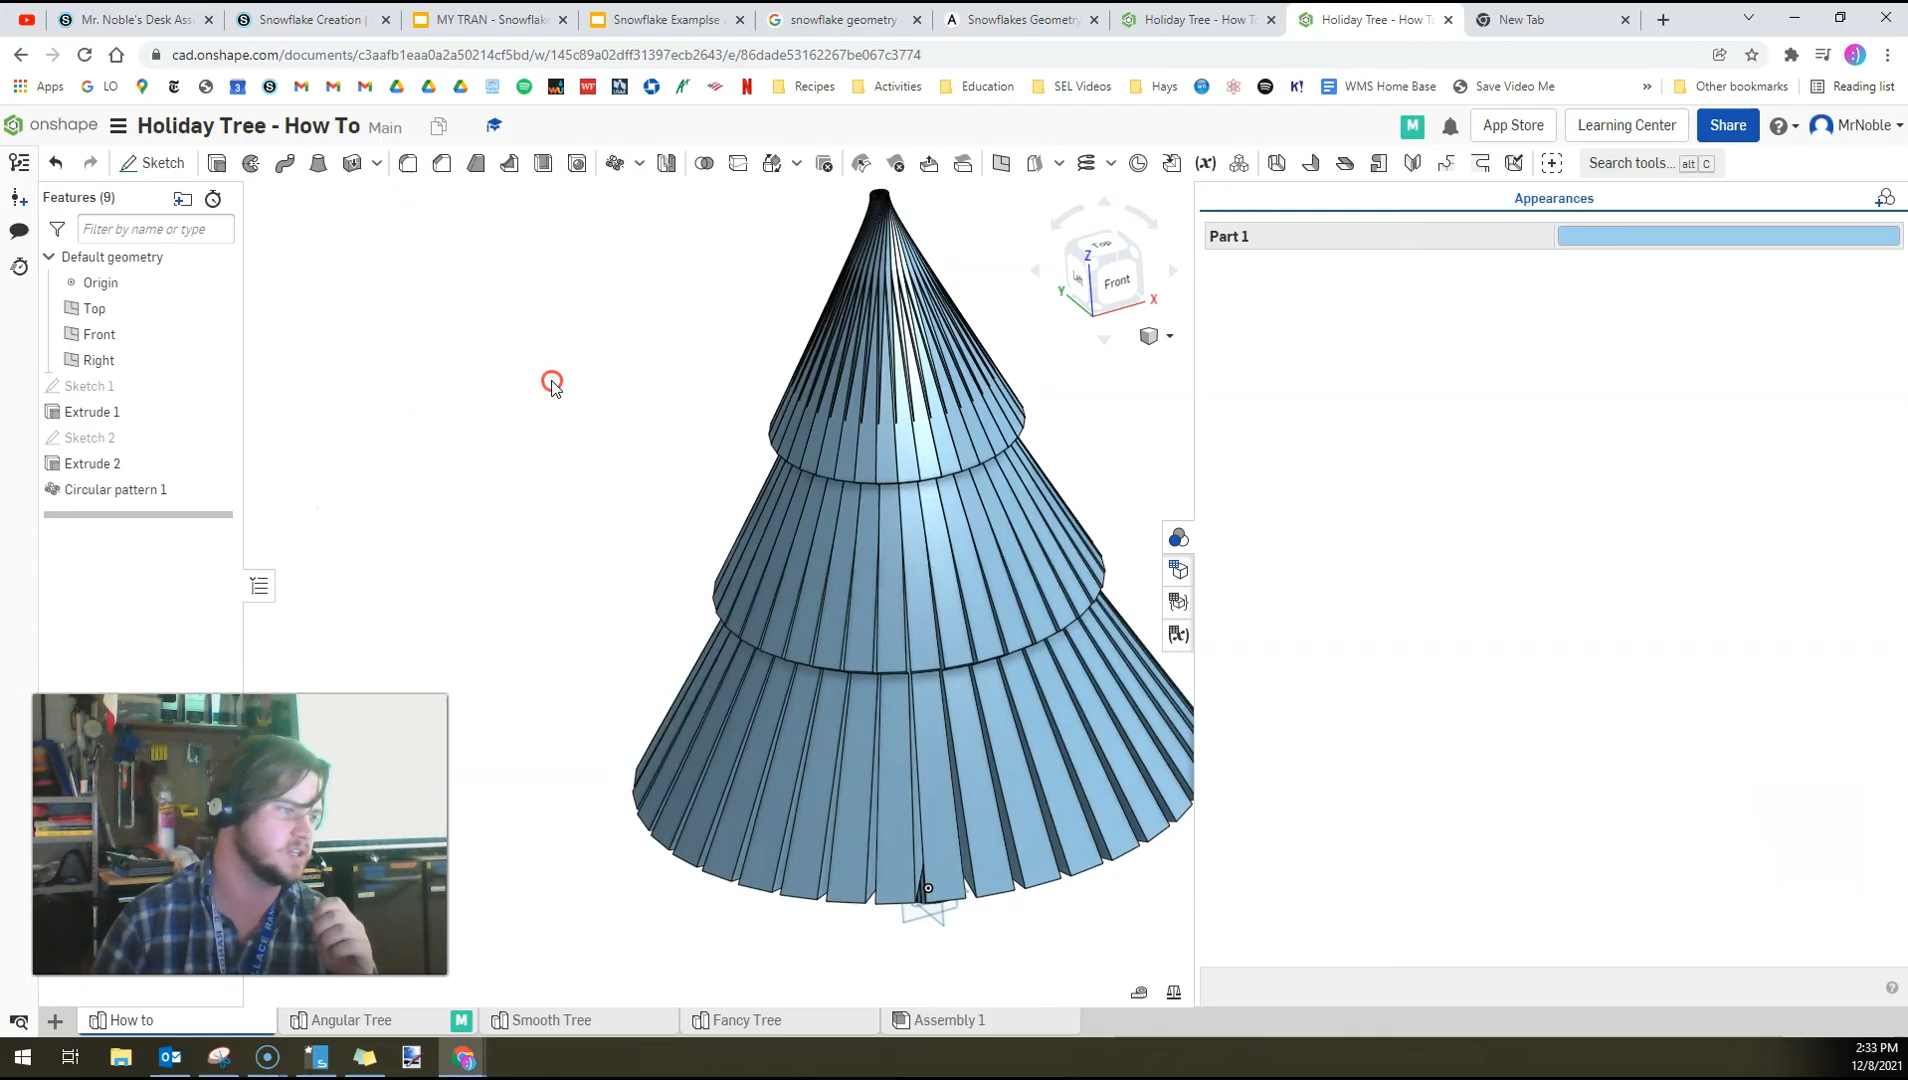 Mr. Noble's Desk Ass
Snowflake Creation |
MY TRAN - Snowflak
Snowflake Examplse
snowflake geometry
Snowflakes Geometry
Holiday Tree - How To
Holiday Tree - How To
New Tab
cad.onshape.com/documents/c3aafb1eaa0a2a50214cf5bd/w/145c89a02dff31397ecb2643/e/86dade53162267be067c3774
Apps
LO
Recipes
Activities
Education
SEL Videos
Hays
K!
WMS Home Base
Save Video Me
»
Other bookmarks
Reading list
onshape
Holiday Tree - How To
Main
M
App Store
Learning Center
Share
MrNoble
Sketch
(x)
Search tools...
alt
C
Features (9)
Filter by name or type
Default geometry
Origin
Top
Front
Right
Sketch 1
Extrude 1
Sketch 2
Extrude 2
Circular pattern 1
Top
Left
Front
Z
Y
X
Appearances
Part 1
How to
Angular Tree
M
Smooth Tree
Fancy Tree
Assembly 1
2:33 PM
12/8/2021